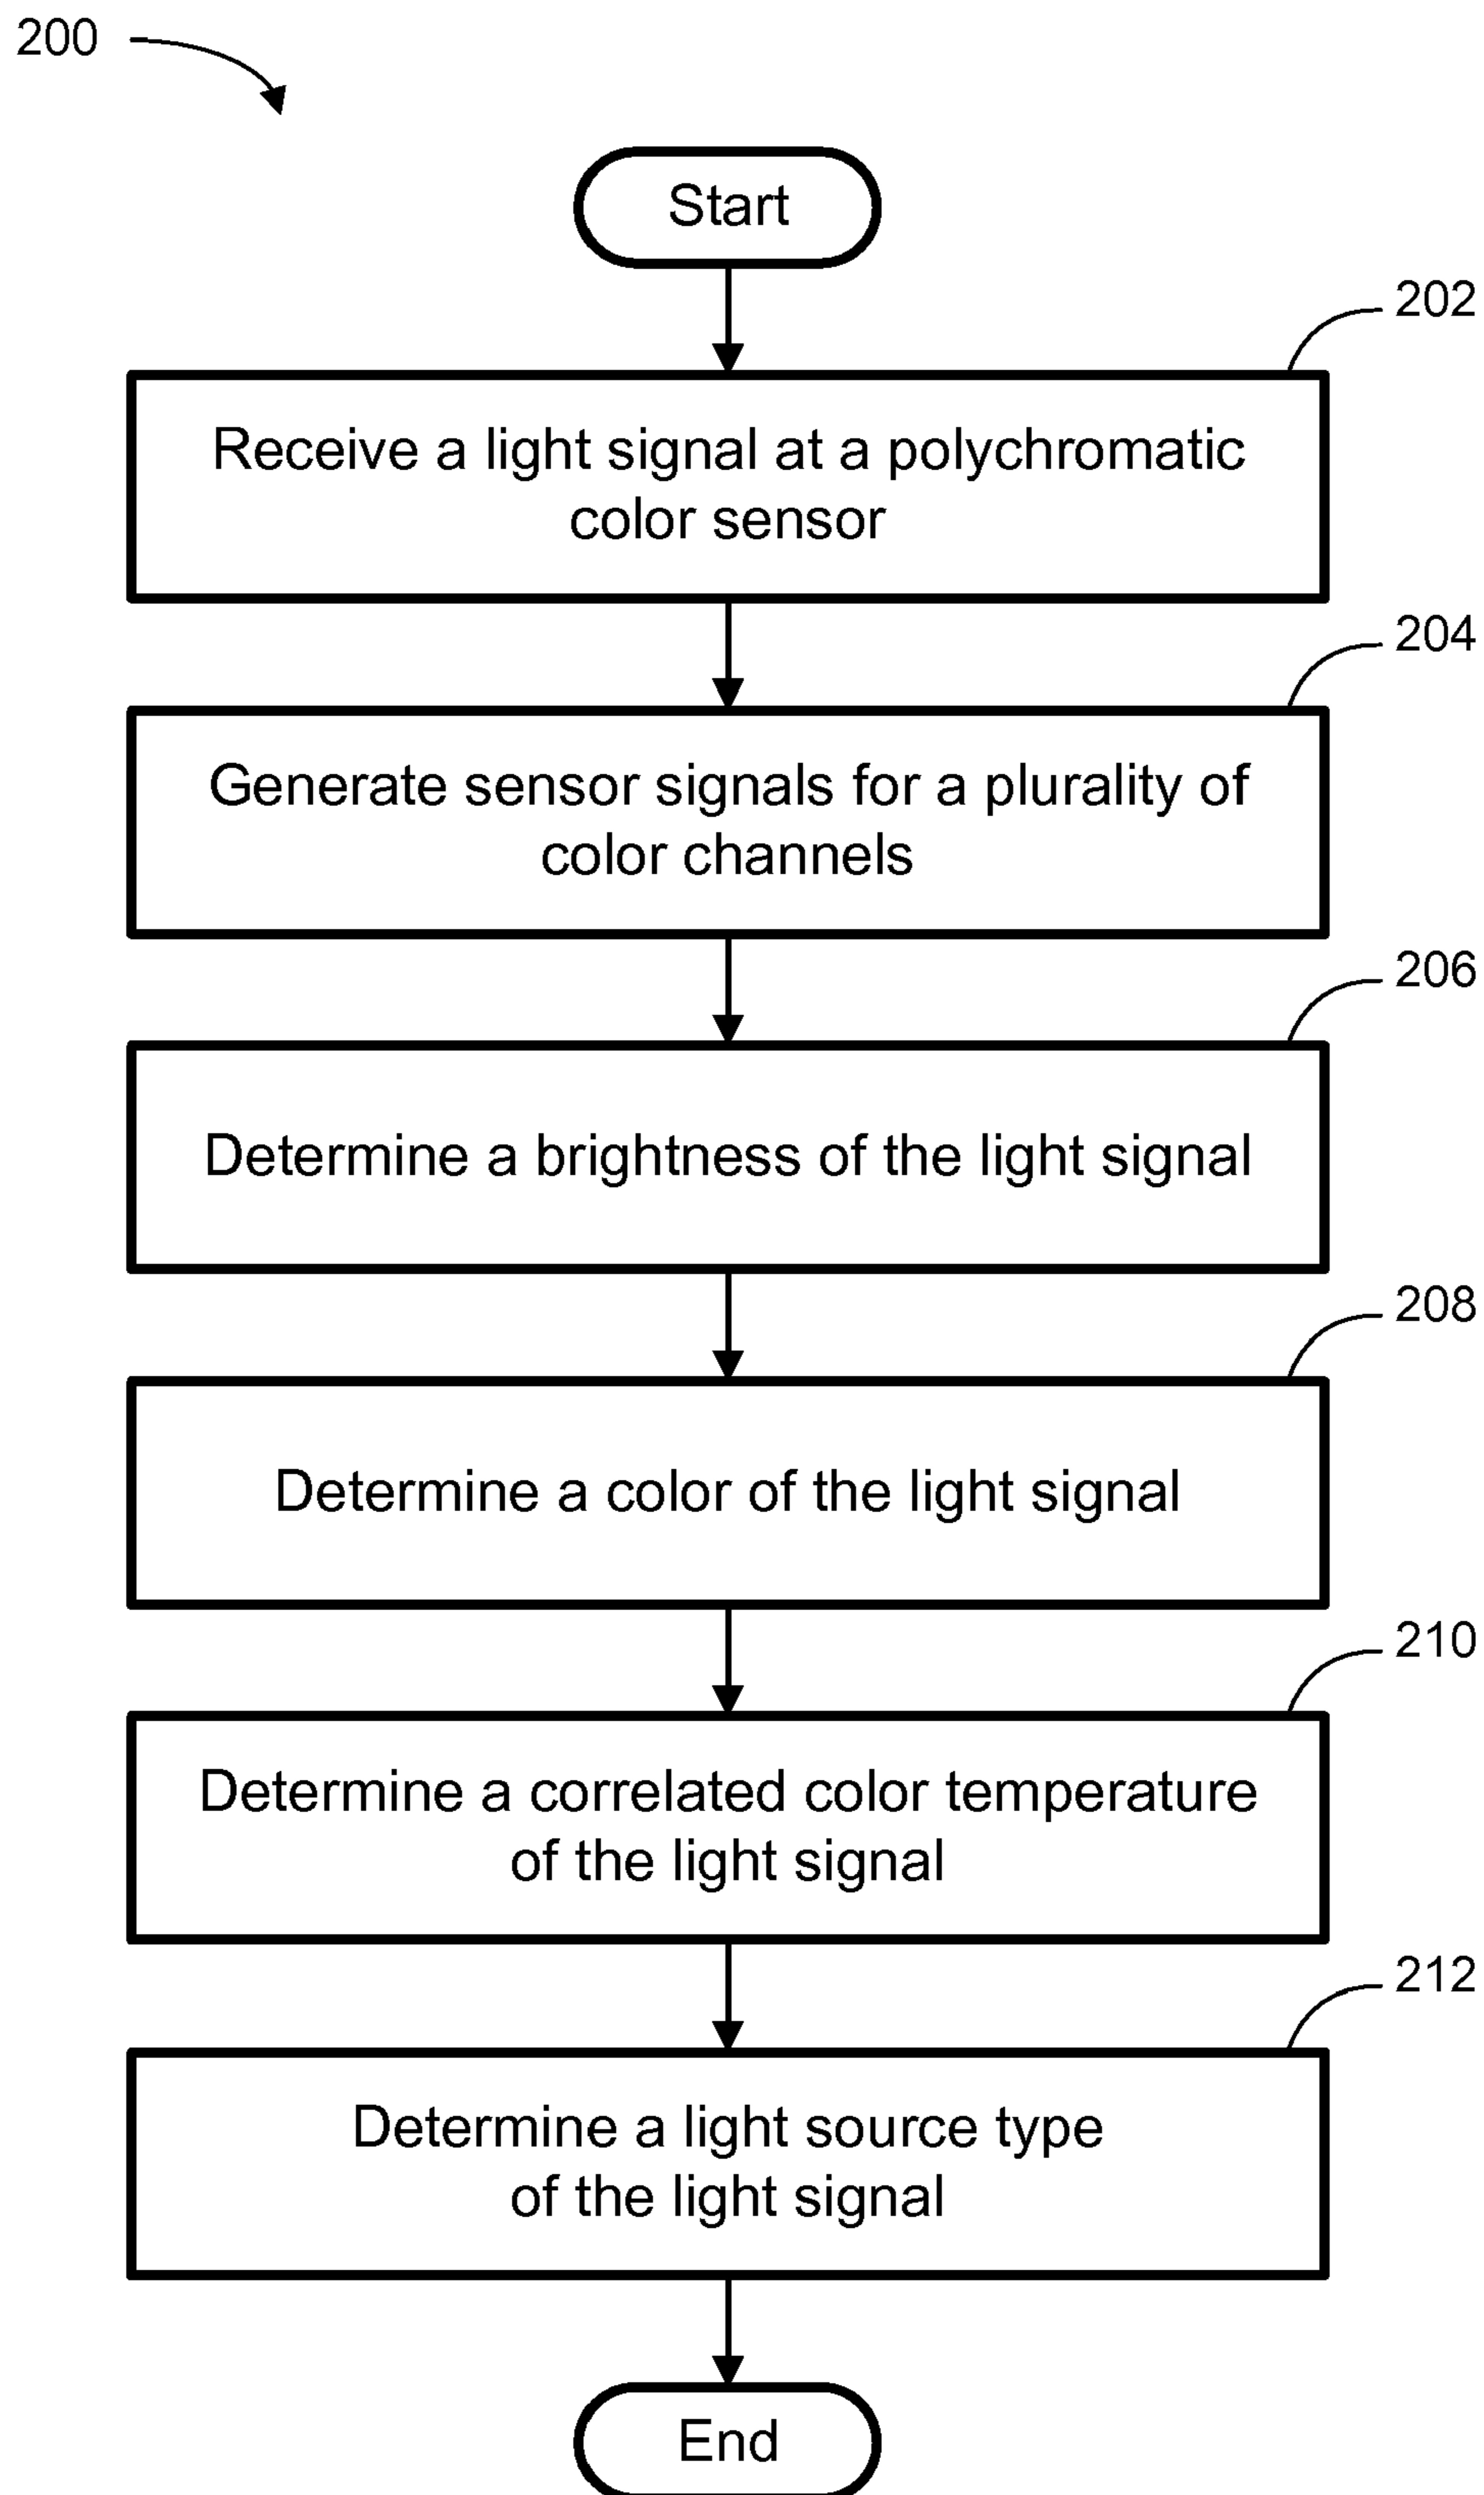 200
Start
202
Receive a light signal at a polychromatic
color sensor
204
Generate sensor signals for a plurality of
color channels
206
Determine a brightness of the light signal
208
Determine a color of the light signal
210
Determine a correlated color temperature
of the light signal
212
Determine a light source type
of the light signal
End